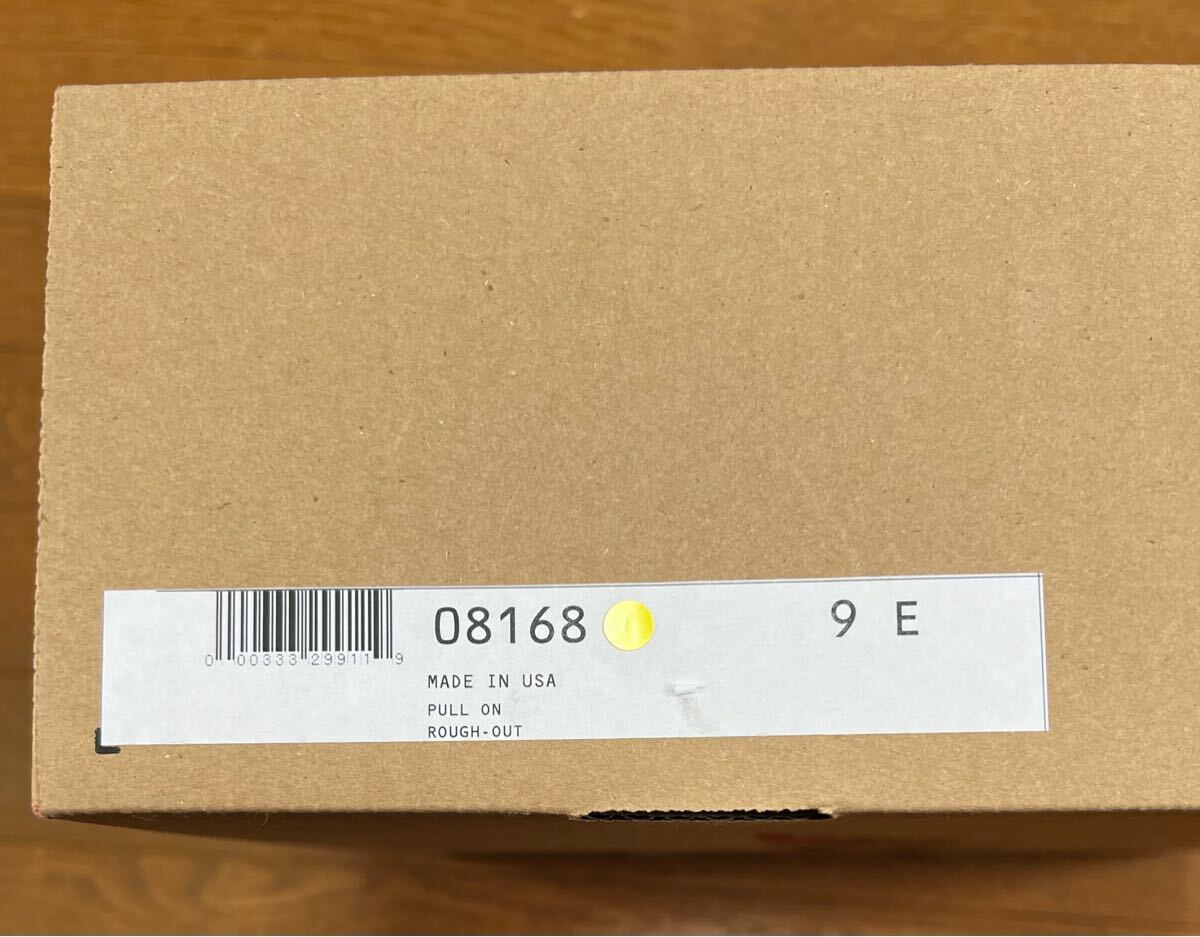 08168 9 E
0 00333 29911 9
MADE IN USA
PULL ON
ROUGH-OUT